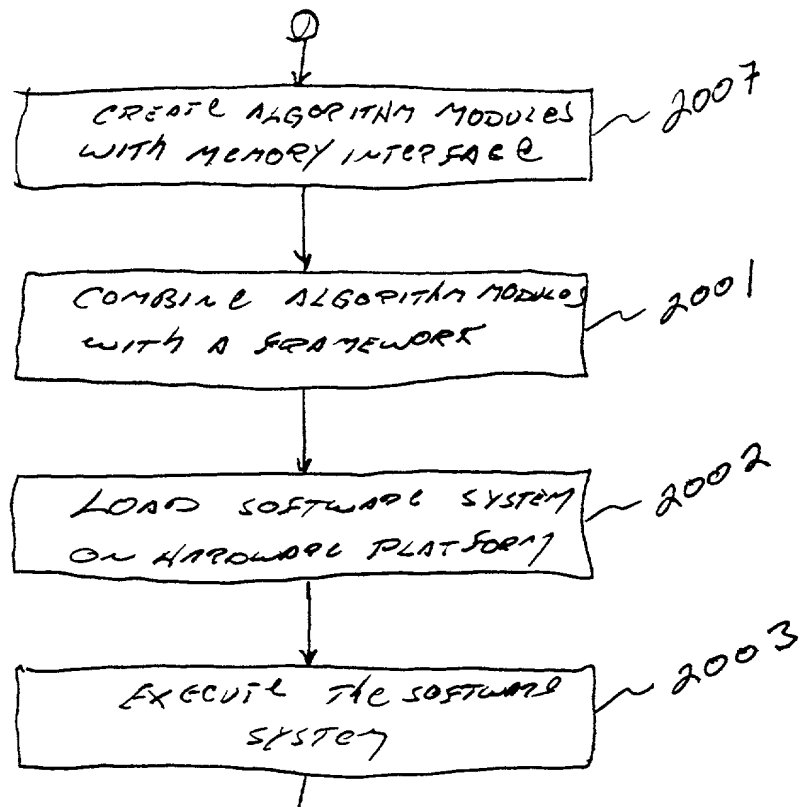 CREATE ALGORITHM MODULES
WITH MEMORY INTERFACE
2007
COMBINE ALGORITHM MODULES
WITH A FRAMEWORK
2001
LOAD SOFTWARE SYSTEM
ON HARDWARE PLATFORM
2002
EXECUTE THE SOFTWARE
SYSTEM
2003